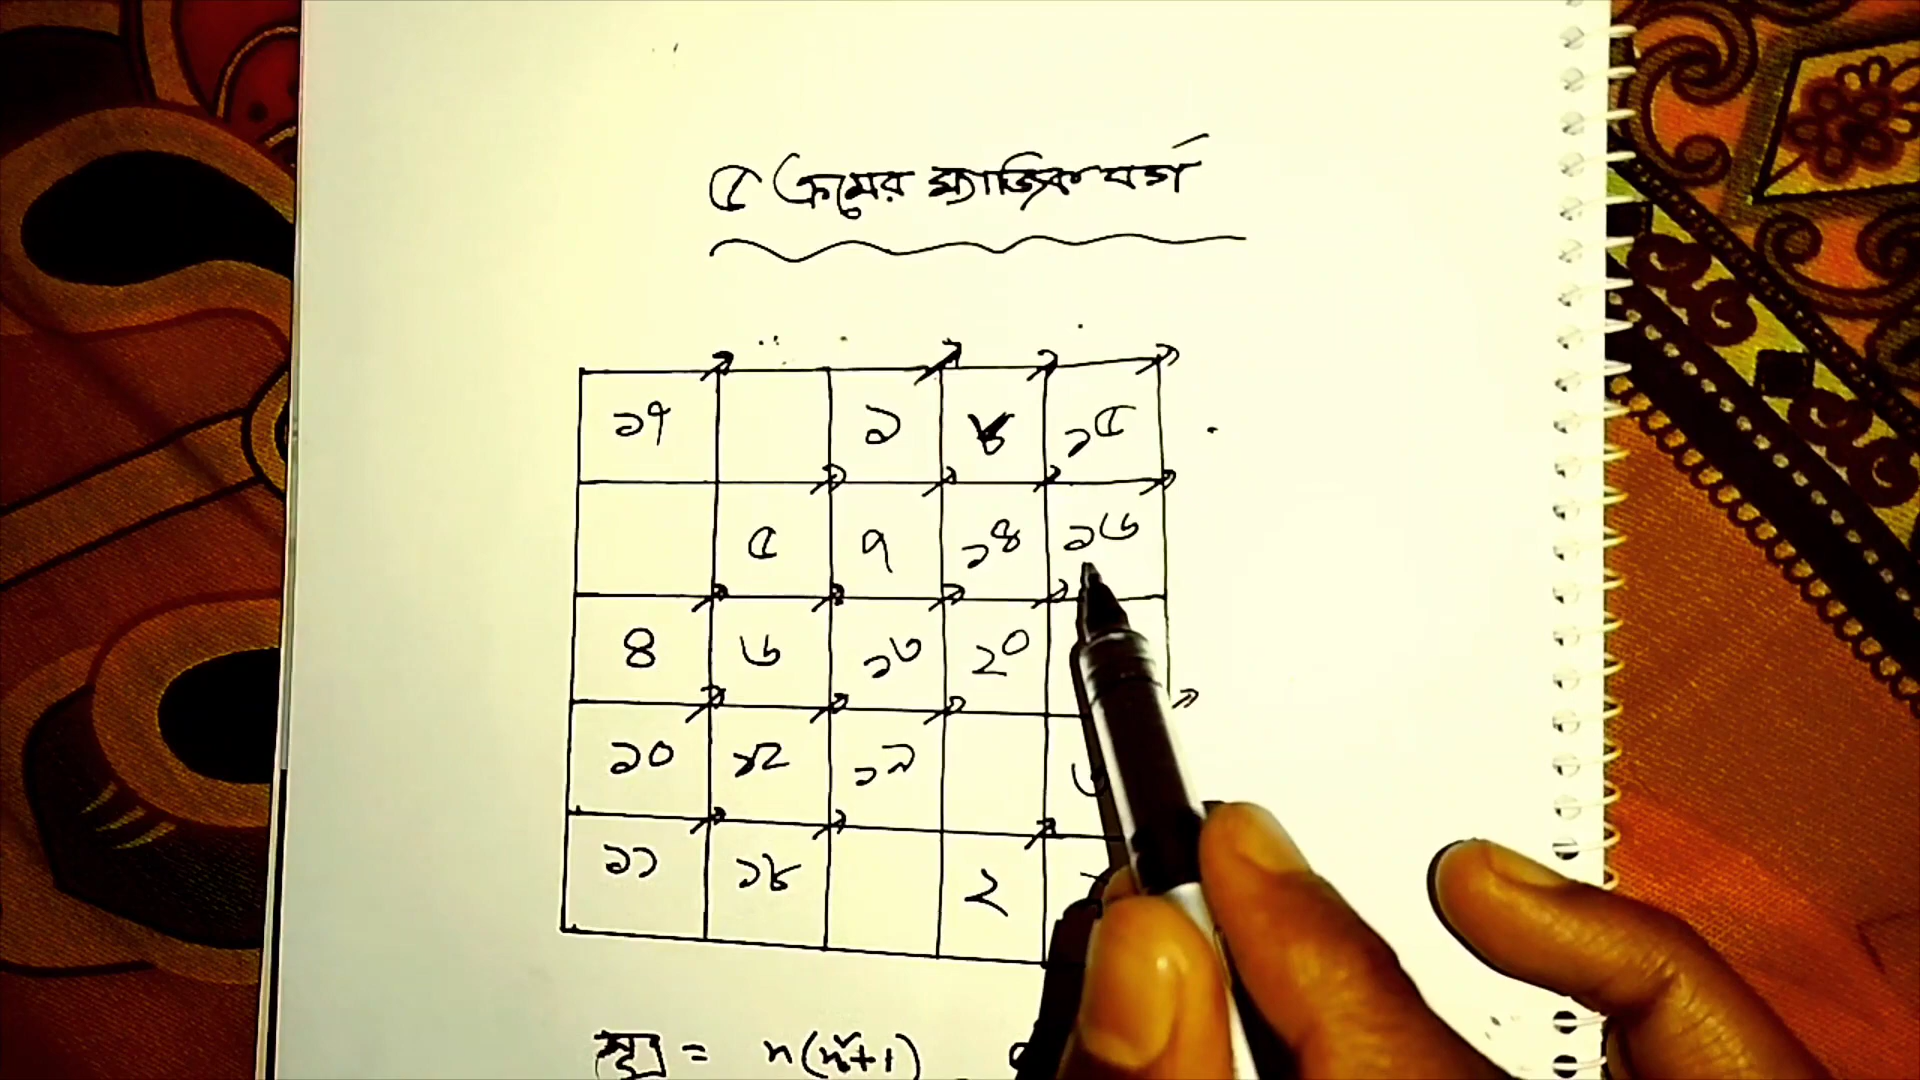 ৫ ক্রমের ম্যাজিক বর্গ
১৭ ১ ৮ ১৫
৫ ৭ ১৪ ১৬
৪ ৬ ১৩ ২০
১০ ১২ ১৯ ৩
১১ ১৮ ২
সূত্র = n(n²+1)